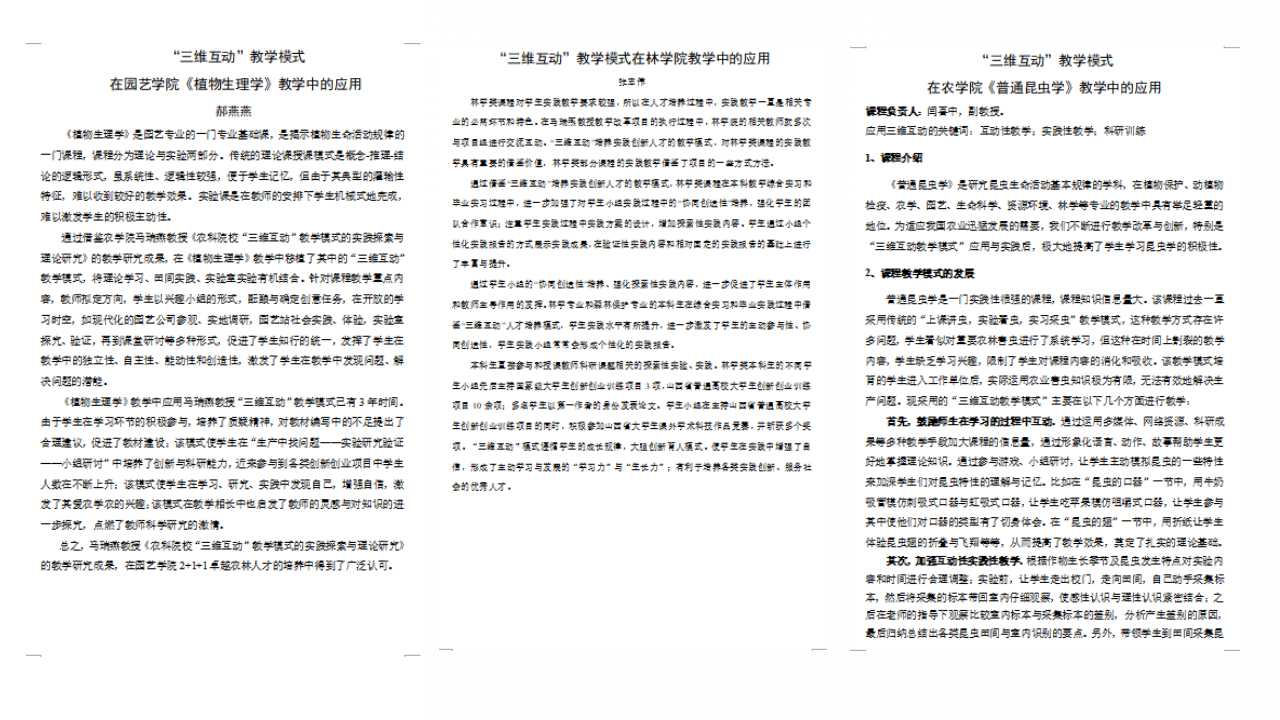 “三维互动”教学模式
在园艺学院《植物生理学》教学中的应用
郝燕燕
《植物生理学》是园艺专业的一门专业基础课，是揭示植物生命活动规律的
一门课程，课程分为理论与实验两部分。传统的理论课授课模式是概念-推理-结
论的逻辑形式，虽系统性、逻辑性较强，便于学生记忆，但由于其典型的灌输性
特征，难以收到较好的教学效果。实验课是在教师的安排下学生机械式地完成，
难以激发学生的积极主动性。
通过借鉴农学院马瑞燕教授《农科院校“三维互动”教学模式的实践探索与
理论研究》的教学研究成果，在《植物生理学》教学中移植了其中的“三维互动”
教学模式，将理论学习、田间实践、实验室实验有机结合。针对课程教学重点内
容，教师拟定方向，学生以兴趣小组的形式，酝酿与确定创意任务，在开放的学
习时空，如现代化的园艺公司参观、实地调研，园艺站社会实践、体验，实验室
探究、验证，再到课堂研讨等多种形式，促进了学生知行的统一，发挥了学生在
教学中的独立性、自主性、能动性和创造性，激发了学生在教学中发现问题、解
决问题的潜能。
《植物生理学》教学中应用马瑞燕教授“三维互动”教学模式已有 3 年时间。
由于学生在学习环节的积极参与，培养了质疑精神，对教材编写中的不足提出了
合理建议，促进了教材建设；该模式使学生在“生产中找问题——实验研究验证
——小组研讨”中培养了创新与科研能力，近来参与到各类创新创业项目中学生
人数在不断上升；该模式使学生在学习、研究、实践中发现自己，增强自信，激
发了其爱农学农的兴趣；该模式在教学相长中也启发了教师的灵感与对知识的进
一步探究，点燃了教师科学研究的激情。
总之，马瑞燕教授《农科院校“三维互动”教学模式的实践探索与理论研究》
的教学研究成果，在园艺学院 2+1+1 卓越农林人才的培养中得到了广泛认可。
“三维互动”教学模式在林学院教学中的应用
林学类课程对学生实践教学要求较强，所以在人才培养过程中，实践教学一直是相关专
业的必需环节和特色。在马瑞燕教授教学改革项目的执行过程中，林学院的相关教师就多次
与项目组进行交流互动。“三维互动”培养实践创新人才的教学模式，对林学类课程的实践教
学具有重要的借鉴价值，林学类部分课程的实践教学借鉴了项目的一些方式方法。
通过借鉴“三维互动”培养实践创新人才的教学模式，林学类课程在本科教学综合实习和
毕业实习过程中，进一步加强了对学生小组实践过程中的“协同创造性”培养，强化学生的团
队合作意识；注重学生实践过程中实践方案的设计，增加探索性实践内容。学生通过小组个
性化实践报告的方式展示实践成果，在验证性实践内容和相对固定的实践报告的基础上进行
了丰富与提升。
通过学生小组的“协同创造性”培养、强化探索性实践内容，进一步促进了学生主体作用
和教师主导作用的发挥。林学专业和森林保护专业的本科生在综合实习和毕业实践过程中借
鉴“三维互动”人才培养模式，学生实践水平有所提升，进一步激发了学生的主动参与性、协
同创造性，学生实践小组常常会形成个性化的实践报告。
本科生直接参与和接读教师科研课题相关的探索性实验、实践。林学类本科生的不同学
生小组先后主持国家级大学生创新创业训练项目 3 项，山西省普通高校大学生创新创业训练
项目 10 余项；多名学生以第一作者的身份发表论文。学生小组在主持山西省普通高校大学
生创新创业训练项目的同时，积极参加山西省大学生课外学术科技作品竞赛，并斩获多个奖
项。“三维互动”模式遵循学生的成长规律，大胆创新育人模式。使学生在实践中增强了自
信，形成了主动学习与发展的“学习力”与“生长力”；有利于培养各类实践创新、服务社
会的优秀人才。
“三维互动”教学模式
在农学院《普通昆虫学》教学中的应用
课程负责人：闫喜中，副教授。
应用三维互动的关键词：互动性教学；实践性教学；科研训练
1、课程介绍
《普通昆虫学》是研究昆虫生命活动基本规律的学科，在植物保护、动植物
检疫、农学、园艺、生命科学、资源环境、林学等专业的教学中具有举足轻重的
地位。为适应我国农业迅猛发展的需要，我们不断进行教学改革与创新，特别是
“三维互动教学模式”应用与实践后，极大地提高了学生学习昆虫学的积极性。
2、课程教学模式的发展
普通昆虫学是一门实践性很强的课程，课程知识信息量大。该课程过去一直
采用传统的“上课讲虫，实验看虫，实习采虫”教学模式，这种教学方式存在许
多问题，学生看似对重要农林害虫进行了系统学习，但这种在时间上割裂的教学
内容，学生缺乏学习兴趣，限制了学生对课程内容的消化和吸收。该教学模式培
育的学生进入工作单位后，实际运用农业害虫知识极为有限，无法有效地解决生
产问题。现采用的“三维互动教学模式”主要在以下几个方面进行教学：
首先，鼓励师生在学习的过程中互动。通过运用多媒体、网络资源、科研成
果等多种教学手段加大课程的信息量，通过形象化语言、动作、故事帮助学生更
好地掌握理论知识。通过参与游戏、小组研讨，让学生主动模拟昆虫的一些特性
来加深学生们对昆虫特性的理解与记忆。比如在“昆虫的口器”一节中，用牛奶
吸管模仿刺吸式口器与虹吸式口器，让学生吃苹果模仿咀嚼式口器，让学生参与
其中使他们对口器的类型有了切身体会。在“昆虫的翅”一节中，用折纸让学生
体验昆虫翅的折叠与飞翔等等，从而提高了教学效果，奠定了扎实的理论基础。
其次，加强互动性实践性教学。根据作物生长季节及昆虫发生特点对实验内
容和时间进行合理调整；实验前，让学生走出校门，走向田间，自己动手采集标
本，然后将采集的标本带回室内仔细观察，使感性认识与理性认识紧密结合；之
后在老师的指导下观察比较室内标本与采集标本的差别，分析产生差别的原因，
最后归纳总结出各类昆虫田间与室内识别的要点。另外，带领学生到田间采集昆